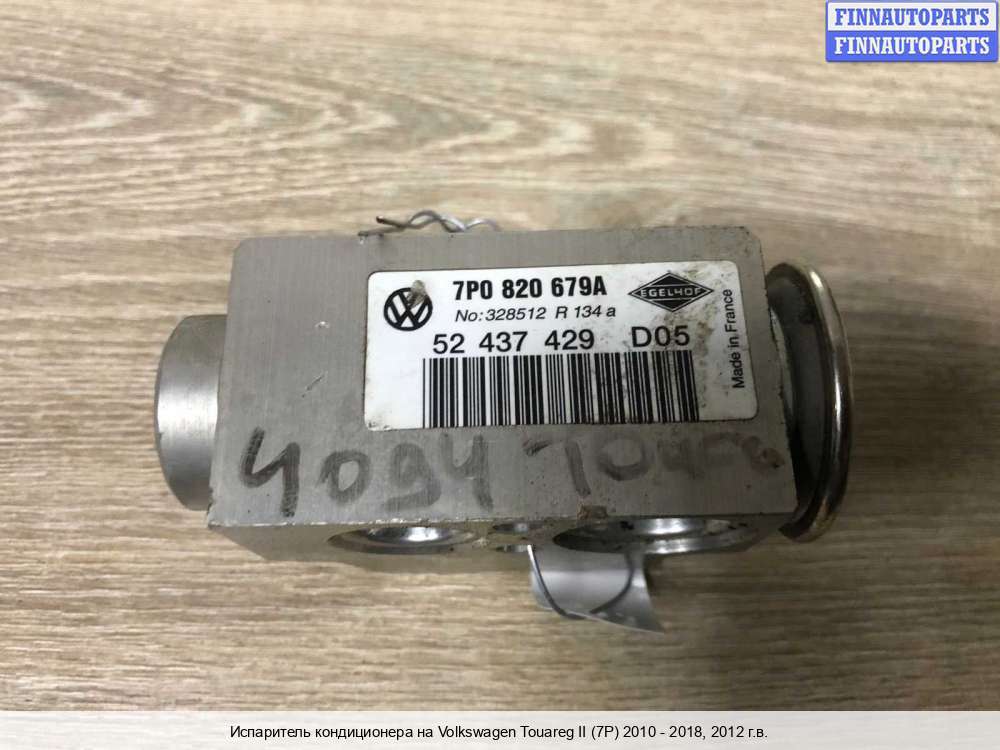 FINNAUTOPARTS
FINNAUTOPARTS
7P0 820 679A
EGELHOF
No:328512 R 134 a
52 437 429 D05
Made in France
4094
Испаритель кондиционера на Volkswagen Touareg II (7P) 2010 - 2018, 2012 г.в.